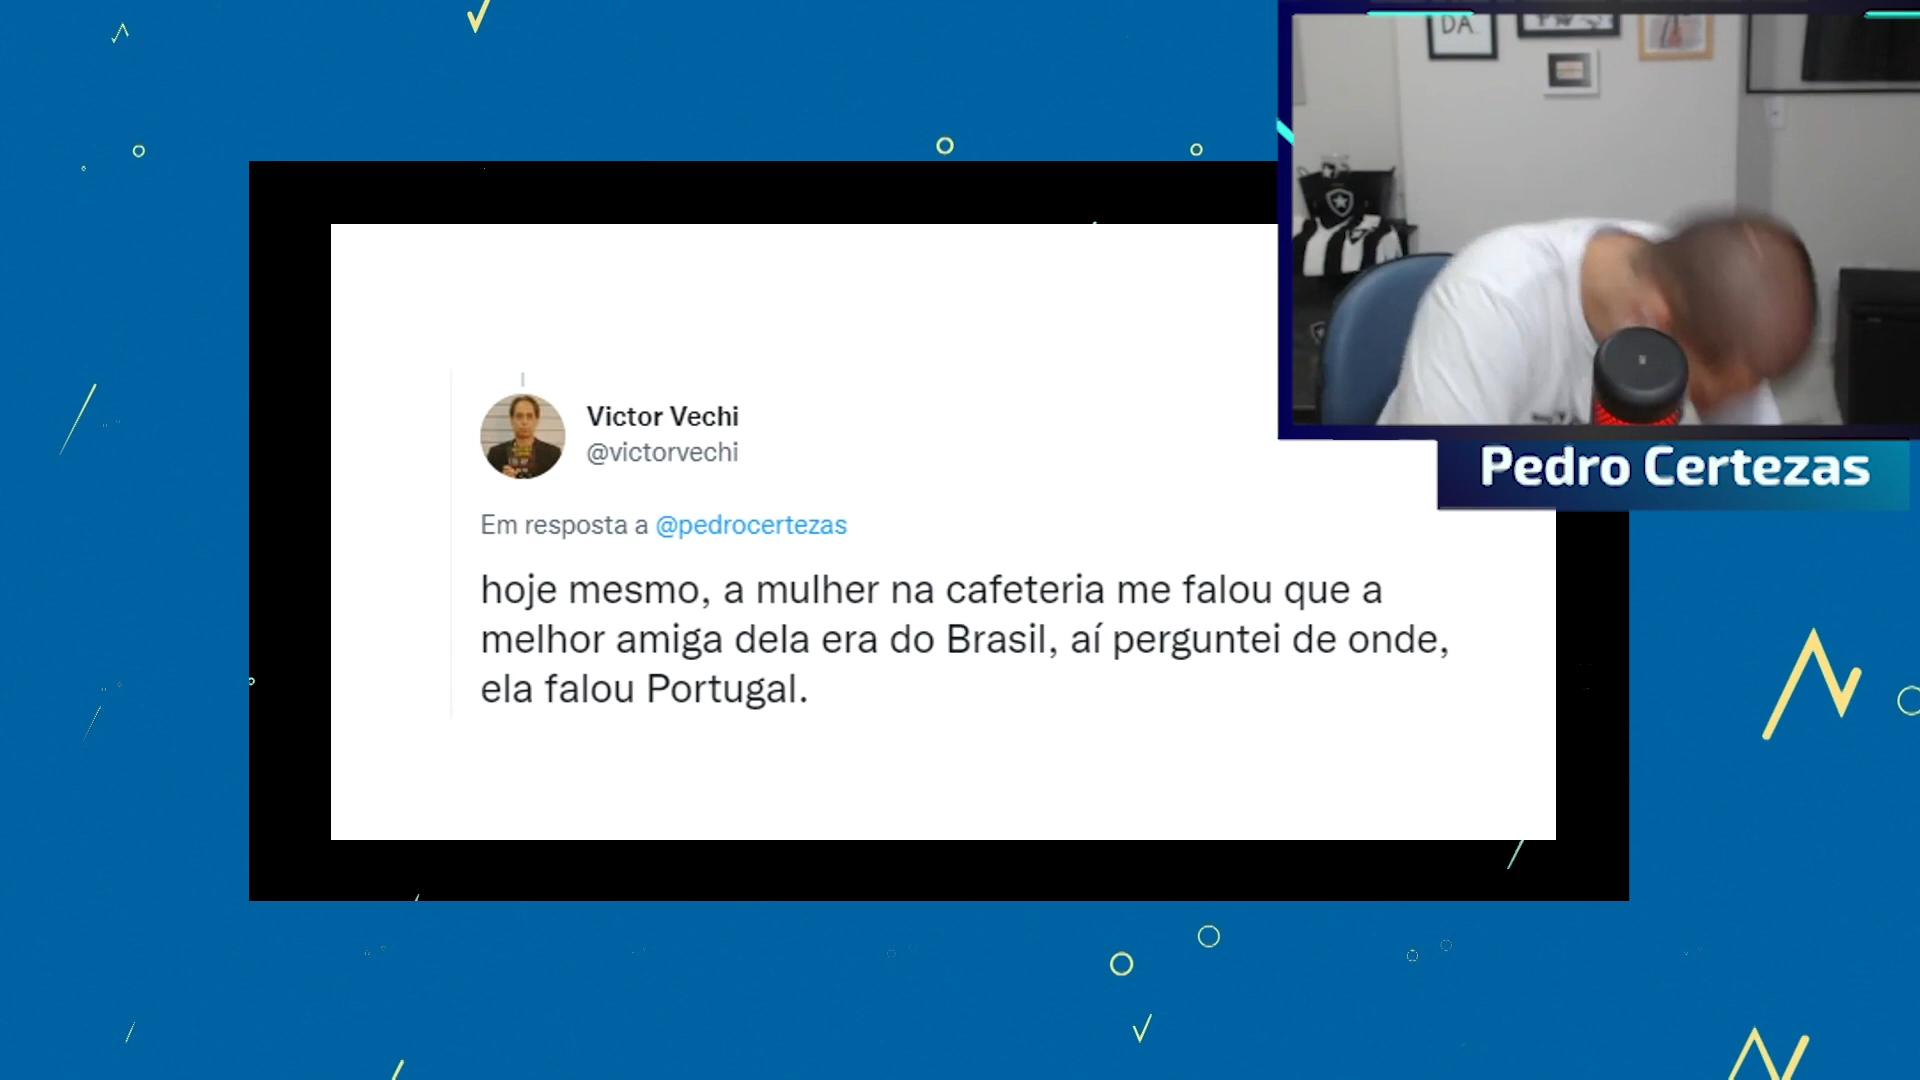 DA
Victor Vechi
@victorvechi
Em resposta a @pedrocertezas
hoje mesmo, a mulher na cafeteria me falou que a
melhor amiga dela era do Brasil, aí perguntei de onde,
ela falou Portugal.
Pedro Certezas